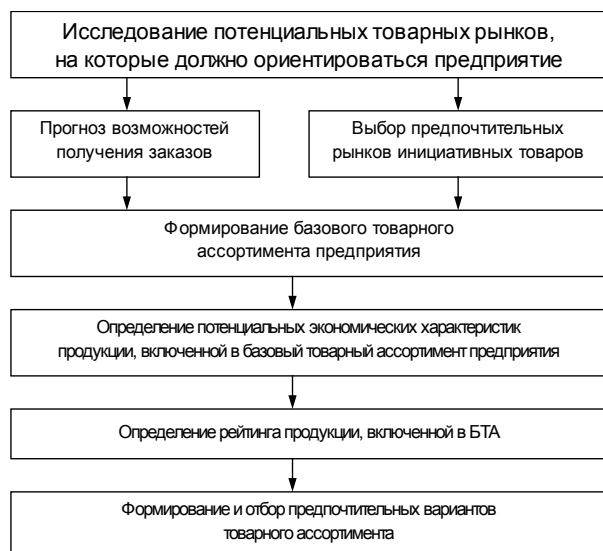 Исследование потенциальных товарных рынков,
на которые должно ориентироваться предприятие
Прогноз возможностей
получения заказов
Выбор предпочтительных
рынков инициативных товаров
Формирование базового товарного
ассортимента предприятия
Определение потенциальных экономических характеристик
продукции, включенной в базовый товарный ассортимент предприятия
Определение рейтинга продукции, включенной в БТА
Формирование и отбор предпочтительных вариантов
товарного ассортимента